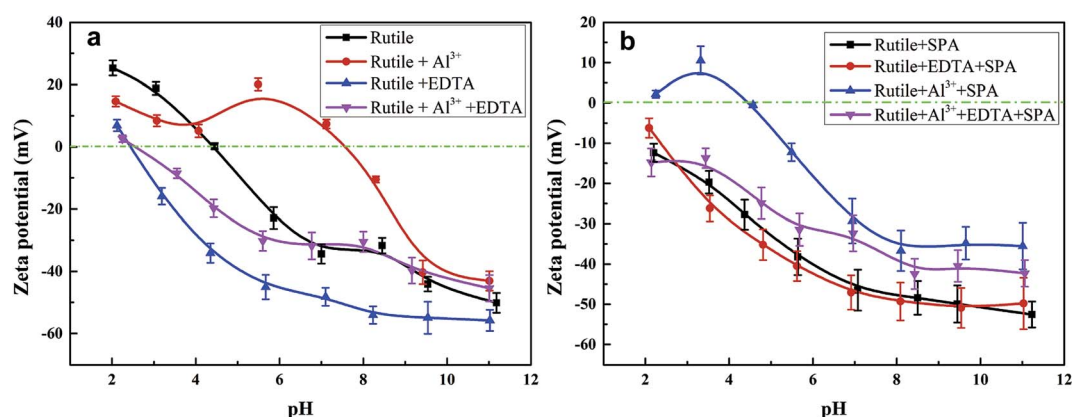 a
Rutile
Rutile + Al³⁺
Rutile +EDTA
Rutile + Al³⁺ +EDTA
40
20
0
-20
-40
-60
-80
Zeta potential (mV)
2
4
6
8
10
12
pH
b
Rutile+SPA
Rutile+EDTA+SPA
Rutile+Al³⁺+SPA
Rutile+Al³⁺+EDTA+SPA
20
10
0
-10
-20
-30
-40
-50
-60
Zeta potential (mV)
0
2
4
6
8
10
12
pH